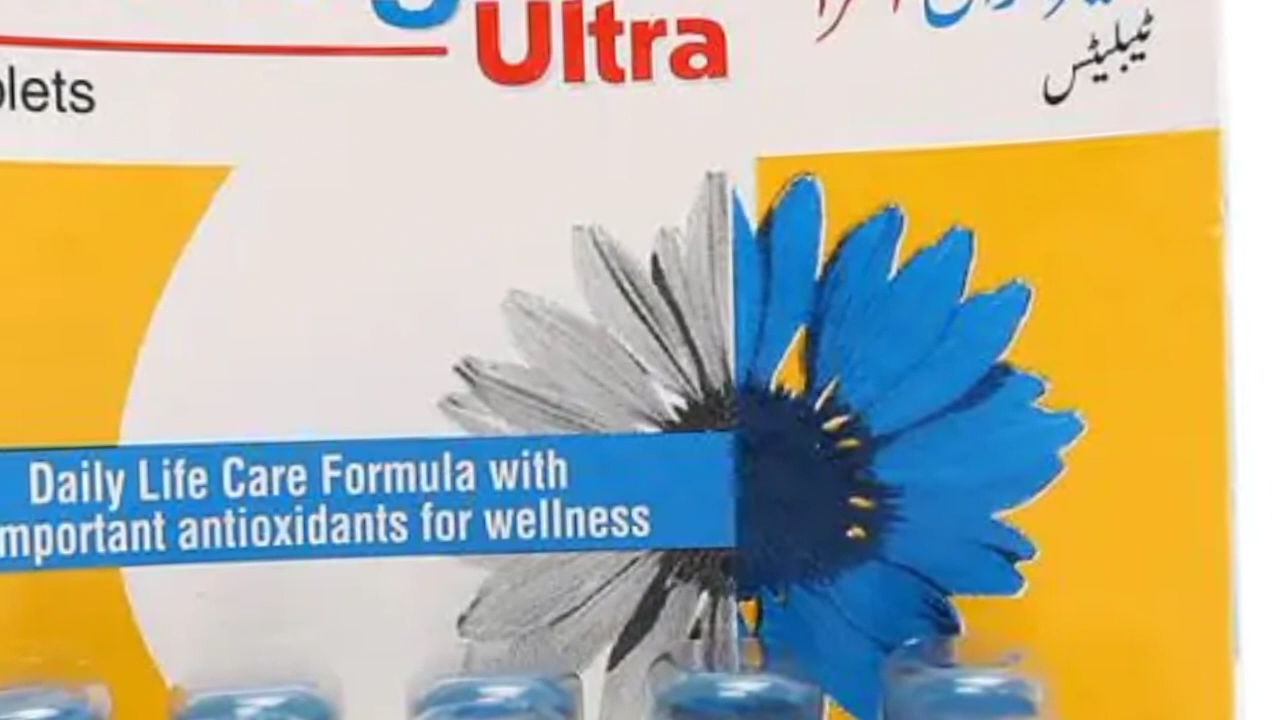 Ultra
ٹیبلیٹس
blets
Daily Life Care Formula with
mportant antioxidants for wellness